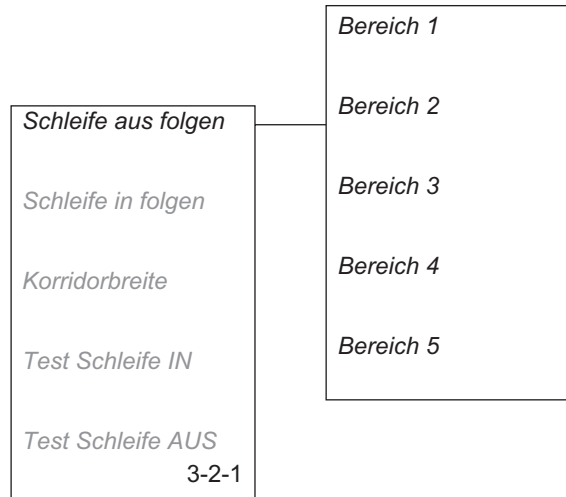 Schleife aus folgen
Schleife in folgen
Korridorbreite
Test Schleife IN
Test Schleife AUS
3-2-1
Bereich 1
Bereich 2
Bereich 3
Bereich 4
Bereich 5